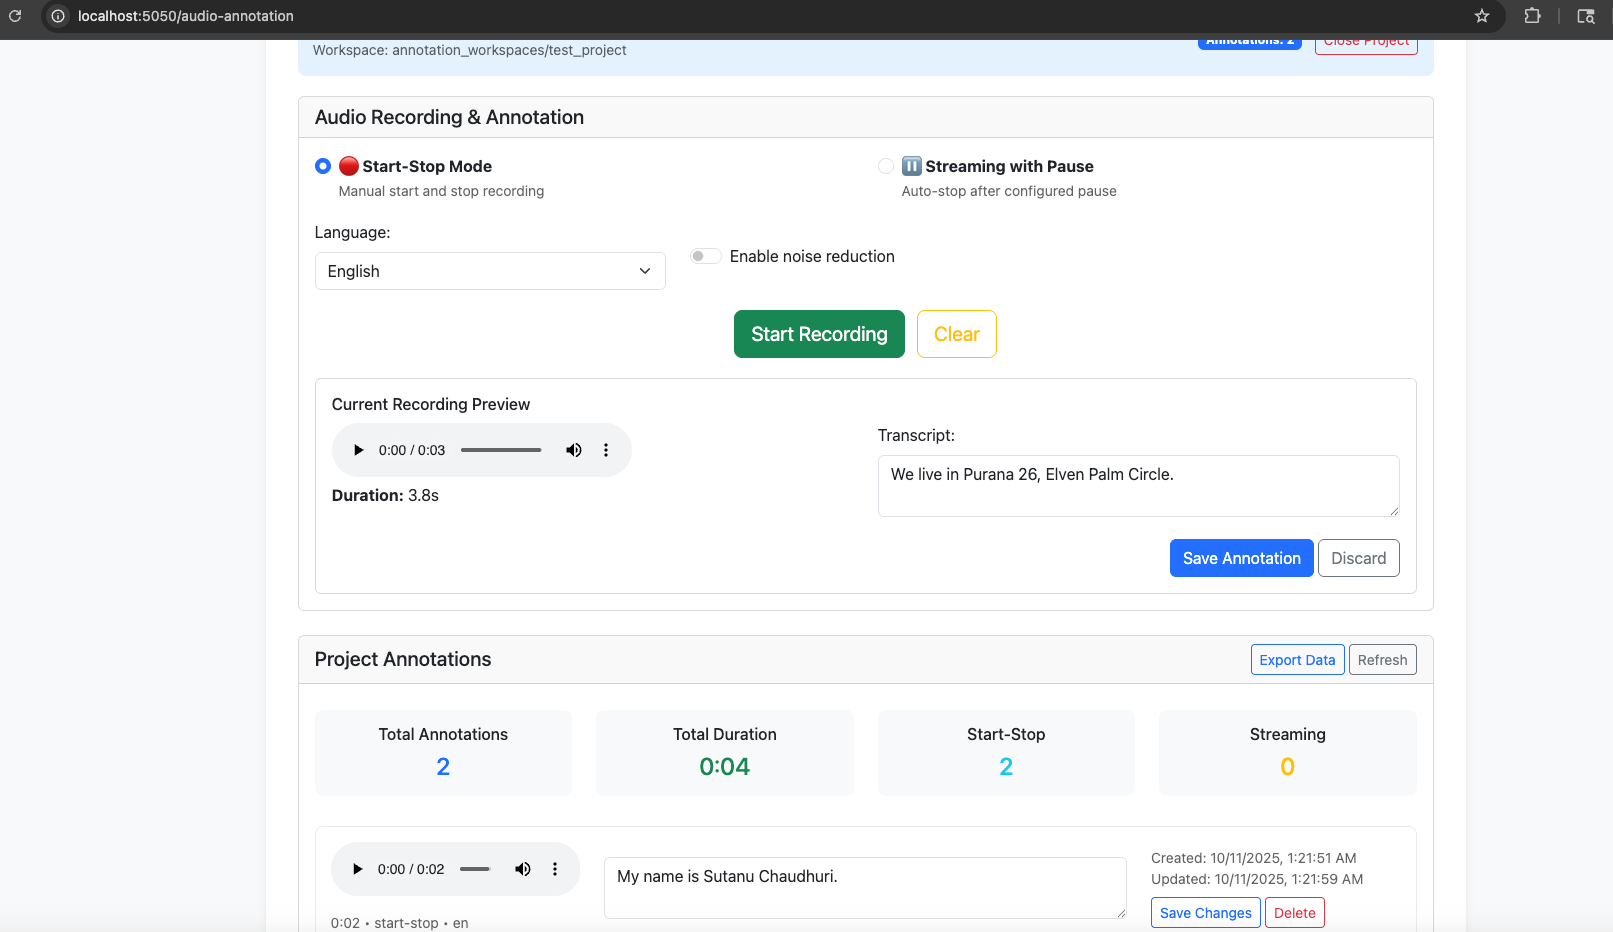 localhost:5050/audio-annotation
Workspace: annotation_workspaces/test_project
Annotations: 2
Close Project
Audio Recording & Annotation
Start-Stop Mode
Manual start and stop recording
Streaming with Pause
Auto-stop after configured pause
Language:
English
Enable noise reduction
Start Recording
Clear
Current Recording Preview
0:00 / 0:03
Duration: 3.8s
Transcript:
We live in Purana 26, Elven Palm Circle.
Save Annotation
Discard
Project Annotations
Export Data
Refresh
Total Annotations
2
Total Duration
0:04
Start-Stop
2
Streaming
0
0:00 / 0:02
0:02 • start-stop • en
My name is Sutanu Chaudhuri.
Created: 10/11/2025, 1:21:51 AM
Updated: 10/11/2025, 1:21:59 AM
Save Changes
Delete